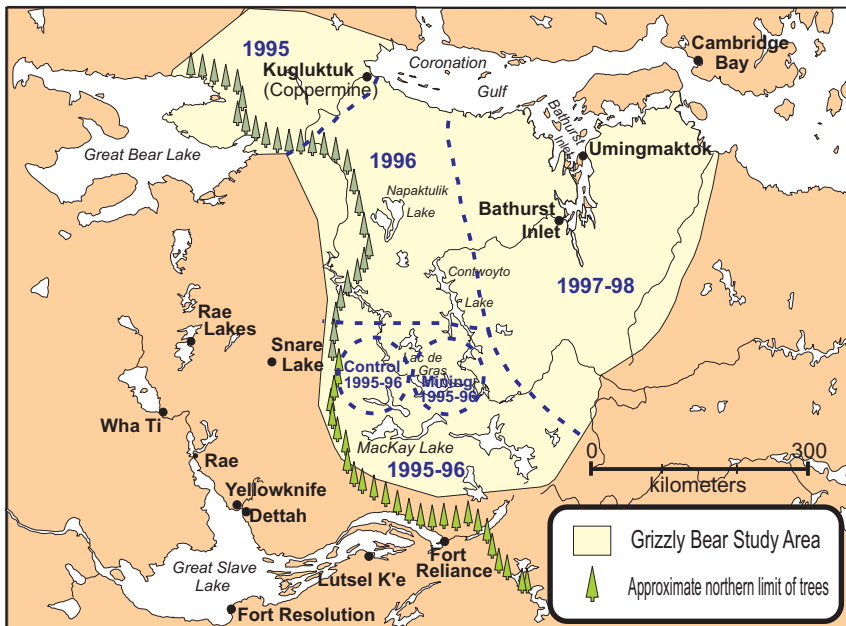 1995
Kugluktuk
(Coppermine)
Coronation
Gulf
Cambridge
Bay
Great Bear Lake
1996
Bathurst
Inlet
Umingmaktok
Napaktulik
Lake
Bathurst
Inlet
Contwoyto
Lake
1997-98
Rae
Lakes
Snare
Lake
Lac de
Gras
Control
1995-96
Mining
1995-96
Wha Ti
MacKay Lake
1995-96
0
300
kilometers
Rae
Yellowknife
Dettah
Great Slave
Lake
Lutsel K'e
Fort
Reliance
Fort Resolution
Grizzly Bear Study Area
Approximate northern limit of trees